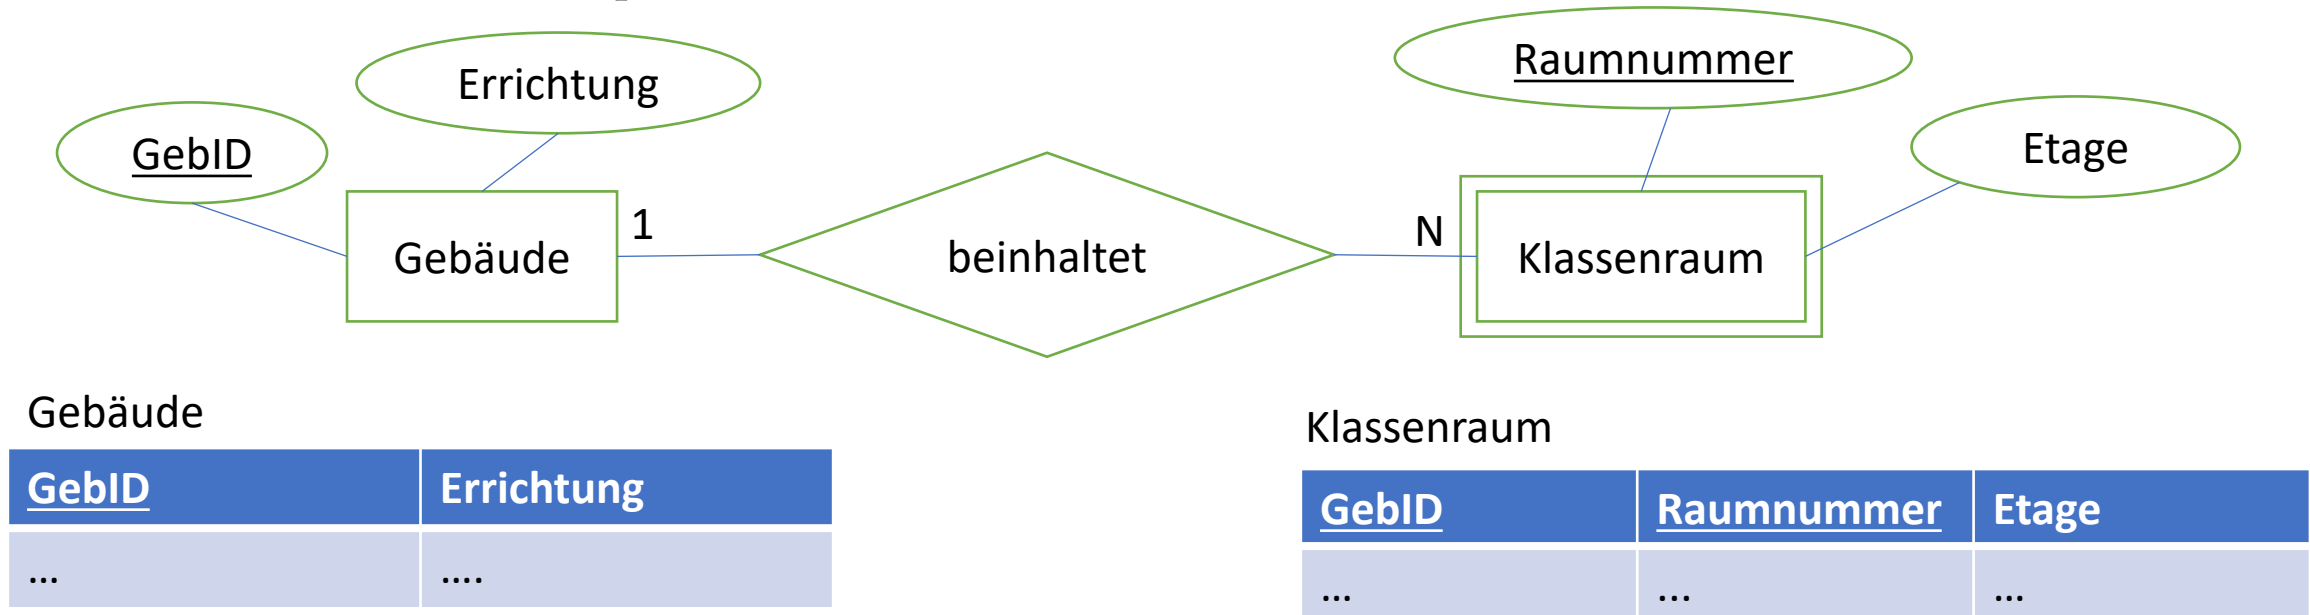 Errichtung
Raumnummer
GebID
Etage
Gebäude
1
beinhaltet
N
Klassenraum
Gebäude
GebID Errichtung
... ....
Klassenraum
GebID Raumnummer Etage
... ... ...